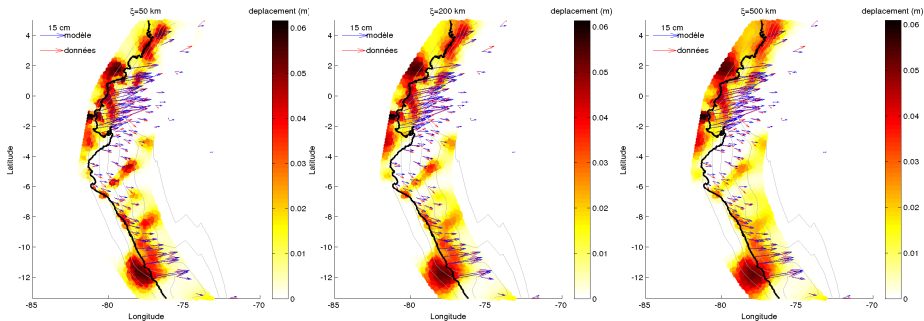 ξ=50 km
deplacement (m)
15 cm
modèle
données
4
2
0
-2
-4
-6
-8
-10
-12
Latitude
-85
-80
-75
-70
Longitude
0.06
0.05
0.04
0.03
0.02
0.01
0
ξ=200 km
deplacement (m)
15 cm
modèle
données
4
2
0
-2
-4
-6
-8
-10
-12
Latitude
-85
-80
-75
-70
Longitude
0.06
0.05
0.04
0.03
0.02
0.01
0
ξ=500 km
deplacement (m)
15 cm
modèle
données
4
2
0
-2
-4
-6
-8
-10
-12
Latitude
-85
-80
-75
-70
Longitude
0.06
0.05
0.04
0.03
0.02
0.01
0